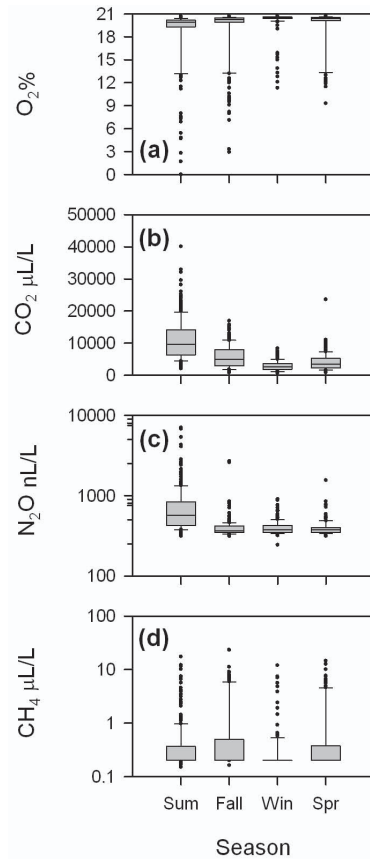 O2%
21
18
15
12
9
6
3
0
(a)
CO2 μL/L
50000
40000
30000
20000
10000
0
(b)
N2O nL/L
10000
1000
100
(c)
CH4 μL/L
100
10
1
0.1
(d)
Sum Fall Win Spr
Season